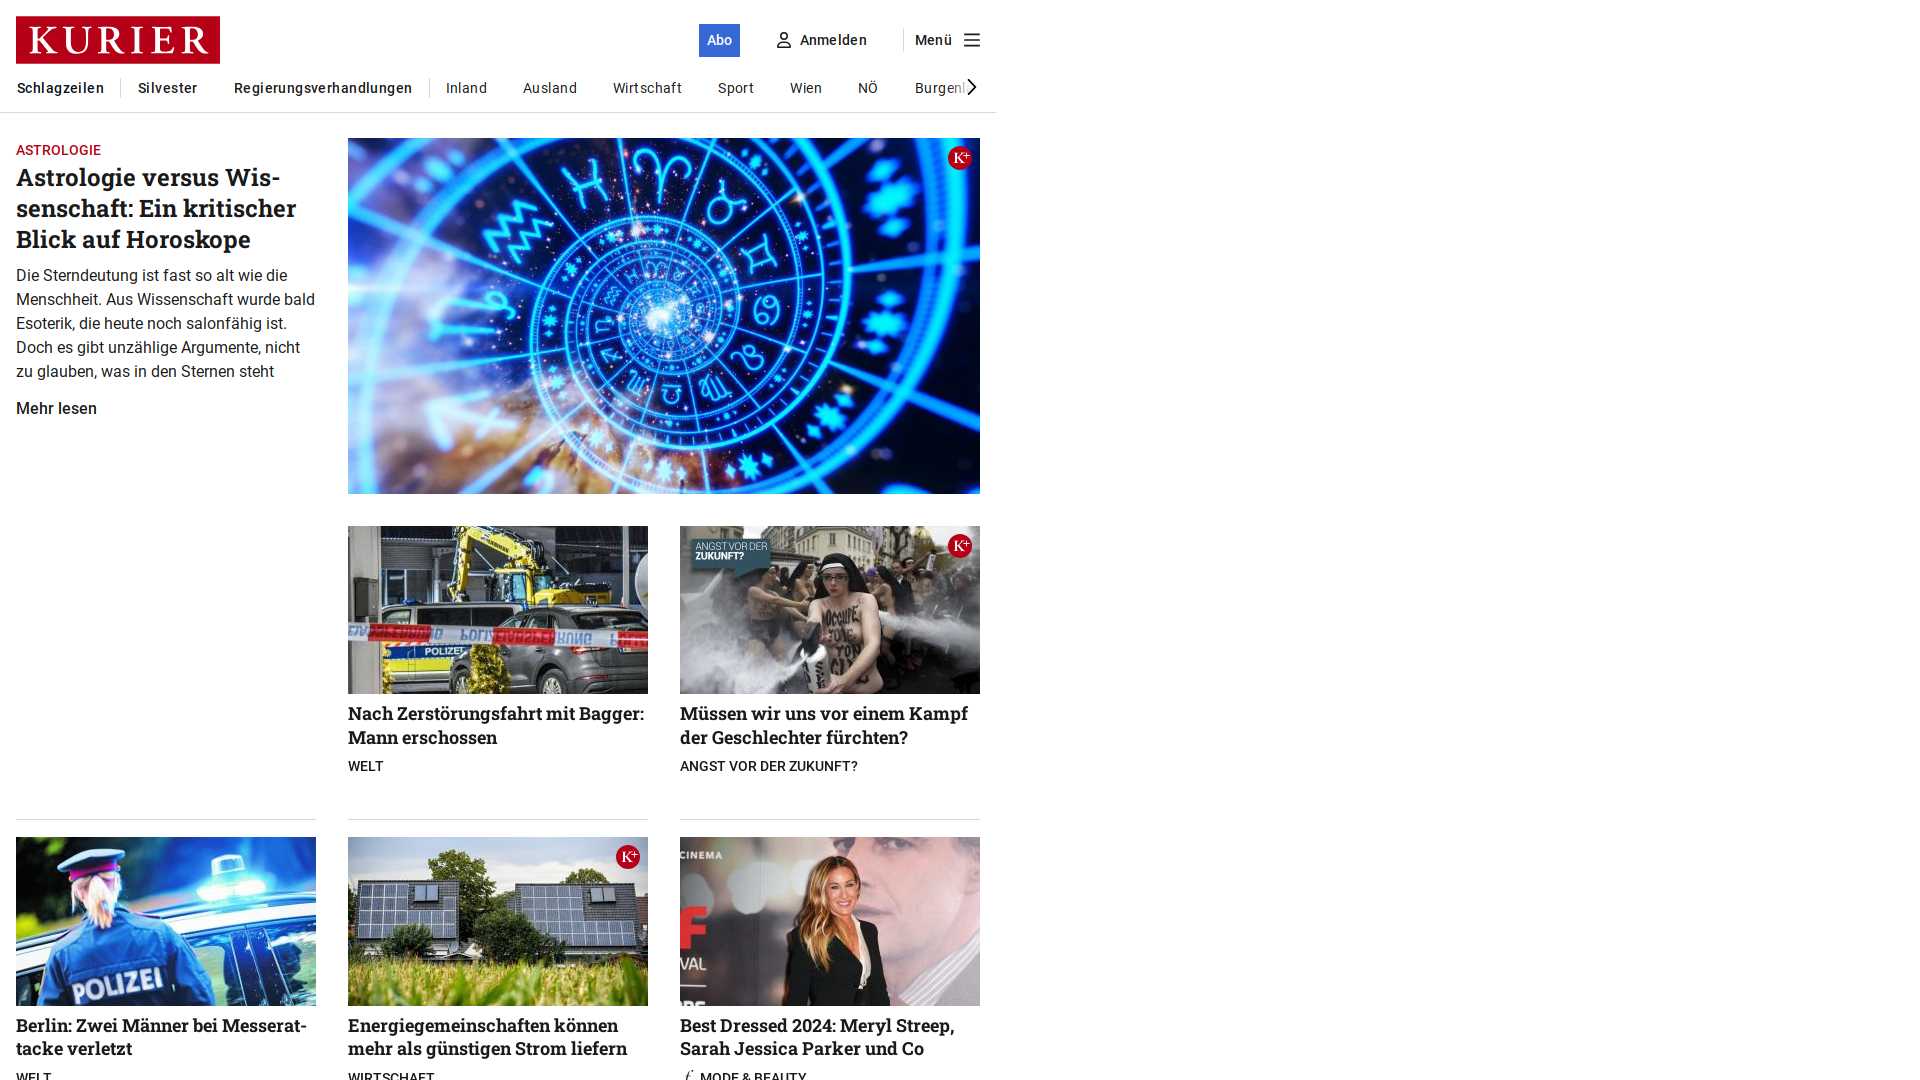 KURIER
Abo
Anmelden
Menü
Schlagzeilen
Silvester
Regierungsverhandlungen
Inland
Ausland
Wirtschaft
Sport
Wien
NÖ
ASTROLOGIE
Astrologie versus Wis-
senschaft: Ein kritischer
Blick auf Horoskope
Die Sterndeutung ist fast so alt wie die
Menschheit. Aus Wissenschaft wurde bald
Esoterik, die heute noch salonfähig ist.
Doch es gibt unzählige Argumente, nicht
zu glauben, was in den Sternen steht
Mehr lesen
K+
POLIZEIABSPERRUNG
POLIZEI
Nach Zerstörungsfahrt mit Bagger:
Mann erschossen
WELT
ANGST VOR DER
ZUKUNFT?
K+
Müssen wir uns vor einem Kampf
der Geschlechter fürchten?
ANGST VOR DER ZUKUNFT?
POLIZEI
Berlin: Zwei Männer bei Messerat-
tacke verletzt
WELT
K+
Energiegemeinschaften können
mehr als günstigen Strom liefern
WIRTSCHAFT
CINEMA
Best Dressed 2024: Meryl Streep,
Sarah Jessica Parker und Co
f MODE & BEAUTY